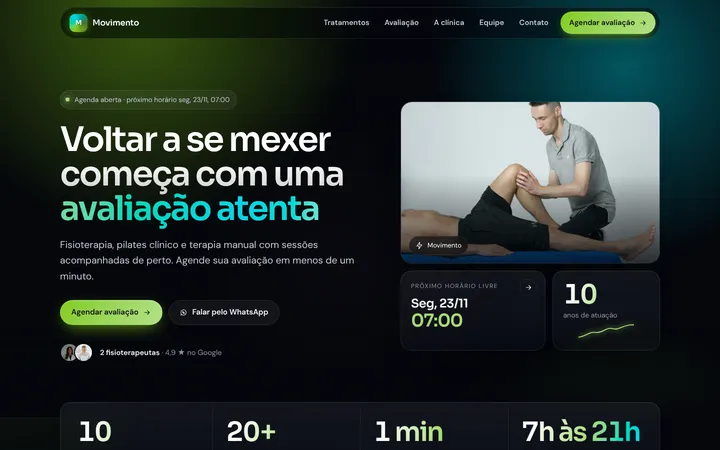 M Movimento
Tratamentos Avaliação A clínica Equipe Contato Agendar avaliação →
Agenda aberta · próximo horário seg, 23/11, 07:00
Voltar a se mexer
começa com uma
avaliação atenta
Fisioterapia, pilates clínico e terapia manual com sessões
acompanhadas de perto. Agende sua avaliação em menos de um
minuto.
Agendar avaliação →
Falar pelo WhatsApp
2 fisioterapeutas · 4,9 ★ no Google
Movimento
PRÓXIMO HORÁRIO LIVRE →
Seg, 23/11
07:00
10
anos de atuação
10
20+
1 min
7h às 21h